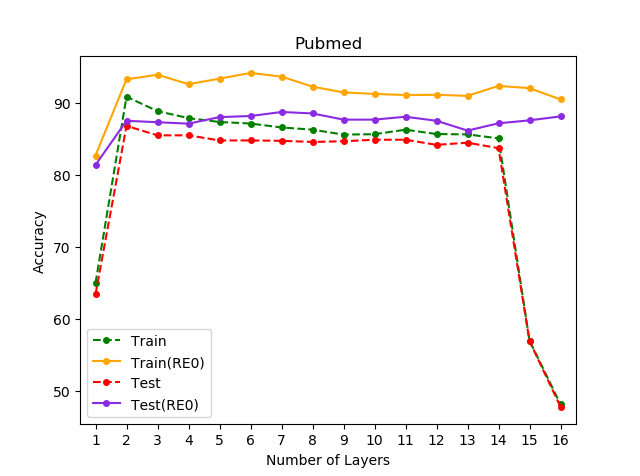 Pubmed
Accuracy
90
80
70
60
50
Train
Train(RE0)
Test
Test(RE0)
1 2 3 4 5 6 7 8 9 10 11 12 13 14 15 16
Number of Layers